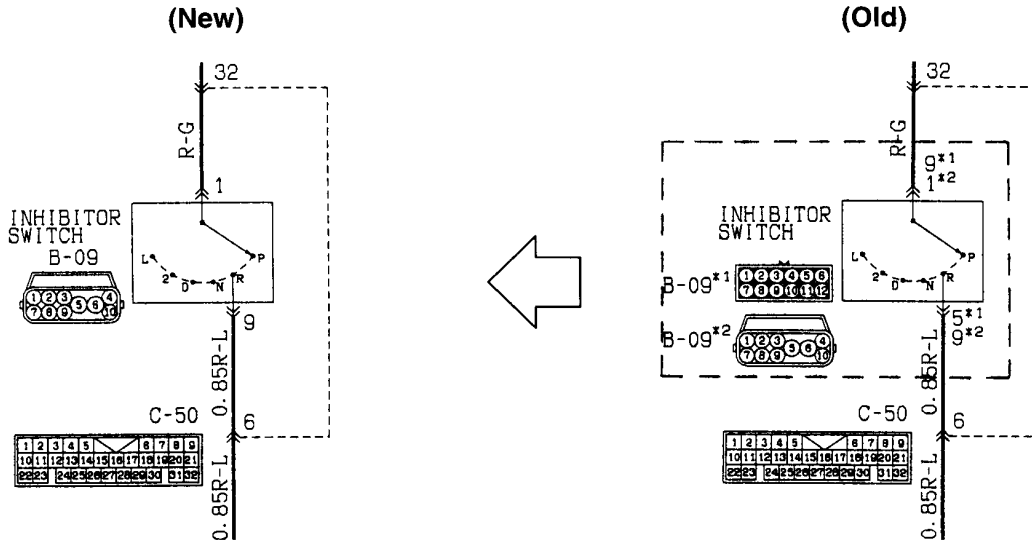 (New)
32
R-G
1
INHIBITOR
SWITCH
B-09
1 2 3 5 6 4
7 8 9 10
L 2 D N R P
9
0.85R-L
C-50
6
1 2 3 4 5 6 7 8 9
10 11 12 13 14 15 16 17 18 19 20 21
22 23 24 25 26 27 28 29 30 31 32
0.85R-L
(Old)
32
R-G
9*1
1*2
INHIBITOR
SWITCH
B-09*1
1 2 3 4 5 6
7 8 9 10 11 12
B-09*2
1 2 3 5 6 4
7 8 9 10
L 2 D N R P
5*1
9*2
0.85R-L
C-50
6
1 2 3 4 5 6 7 8 9
10 11 12 13 14 15 16 17 18 19 20 21
22 23 24 25 26 27 28 29 30 31 32
0.85R-L